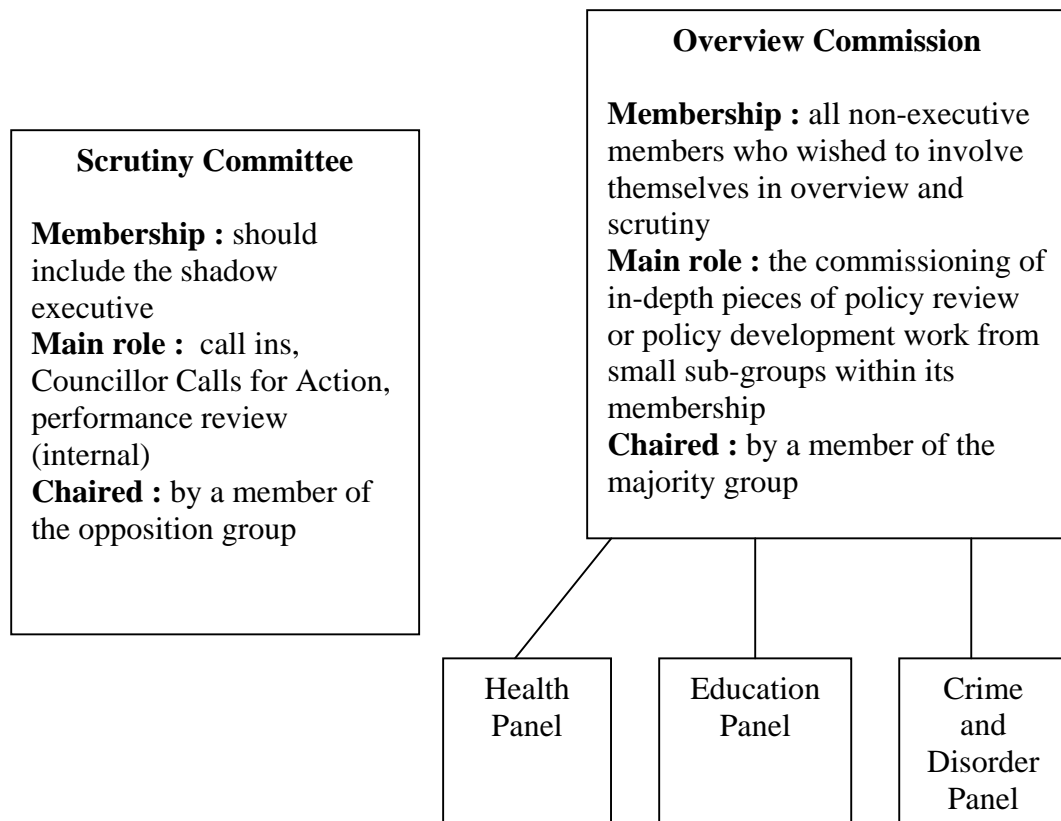 Scrutiny Committee
Membership : should
include the shadow
executive
Main role :  call ins,
Councillor Calls for Action,
performance review
(internal)
Chaired : by a member of
the opposition group
Overview Commission
Membership : all non-executive
members who wished to involve
themselves in overview and
scrutiny
Main role : the commissioning of
in-depth pieces of policy review
or policy development work from
small sub-groups within its
membership
Chaired : by a member of the
majority group
Health
Panel
Education
Panel
Crime
and
Disorder
Panel